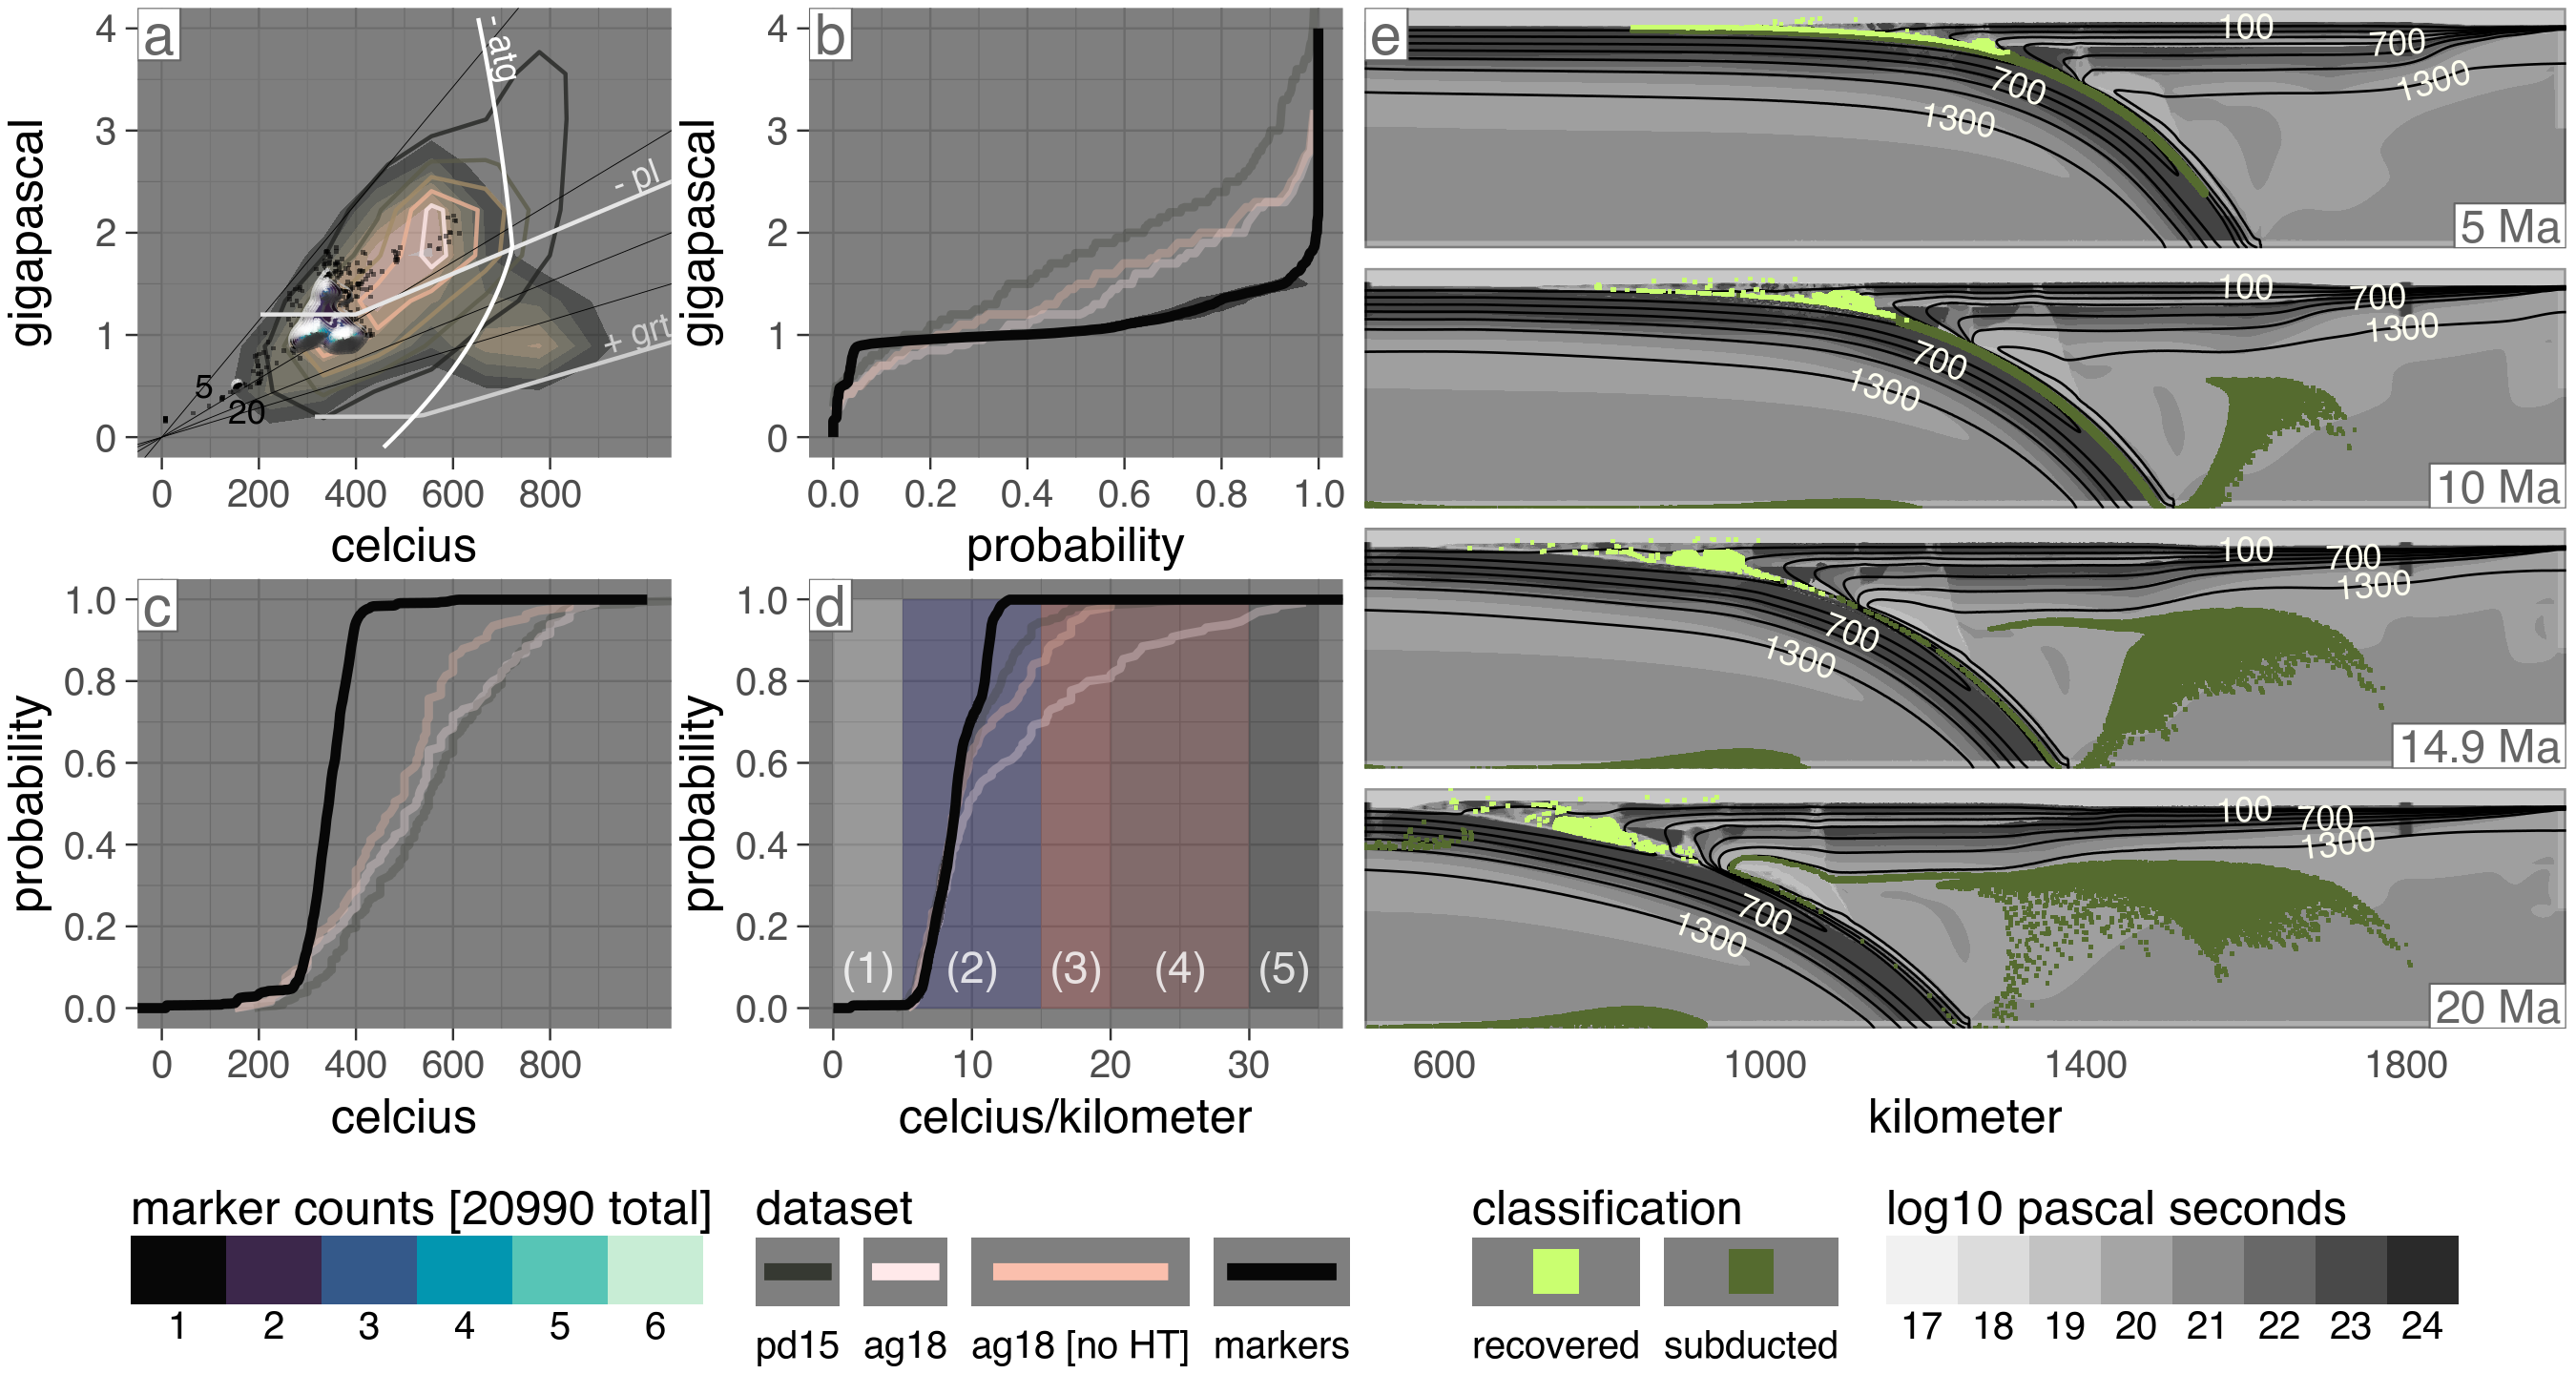 a
4
3
2
1
0
gigapascal
- atg
- pl
+ grt
5
20
0 200 400 600 800
celcius
b
4
3
2
1
0
gigapascal
0.0 0.2 0.4 0.6 0.8 1.0
probability
c
1.0
0.8
0.6
0.4
0.2
0.0
probability
0 200 400 600 800
celcius
d
1.0
0.8
0.6
0.4
0.2
0.0
probability
(1) (2) (3) (4) (5)
0 10 20 30
celcius/kilometer
e
100
700
1300
700
1300
5 Ma
100
700
1300
700
1300
10 Ma
100
700
1300
700
1300
14.9 Ma
100
700
1300
700
1300
20 Ma
600 1000 1400 1800
kilometer
marker counts [20990 total]
1 2 3 4 5 6
dataset
pd15 ag18 ag18 [no HT] markers
classification
recovered subducted
log10 pascal seconds
17 18 19 20 21 22 23 24